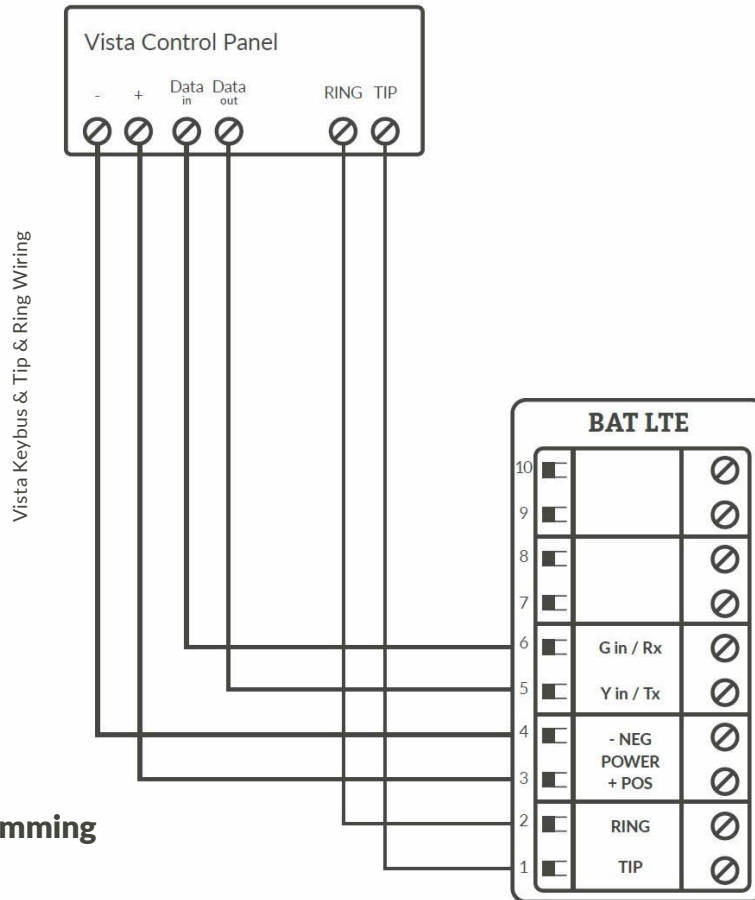 Vista Control Panel
- + Data in Data out RING TIP
Vista Keybus & Tip & Ring Wiring
BAT LTE
10
9
8
7
6 G in / Rx
5 Y in / Tx
4 - NEG
POWER
3 + POS
2 RING
1 TIP
mming